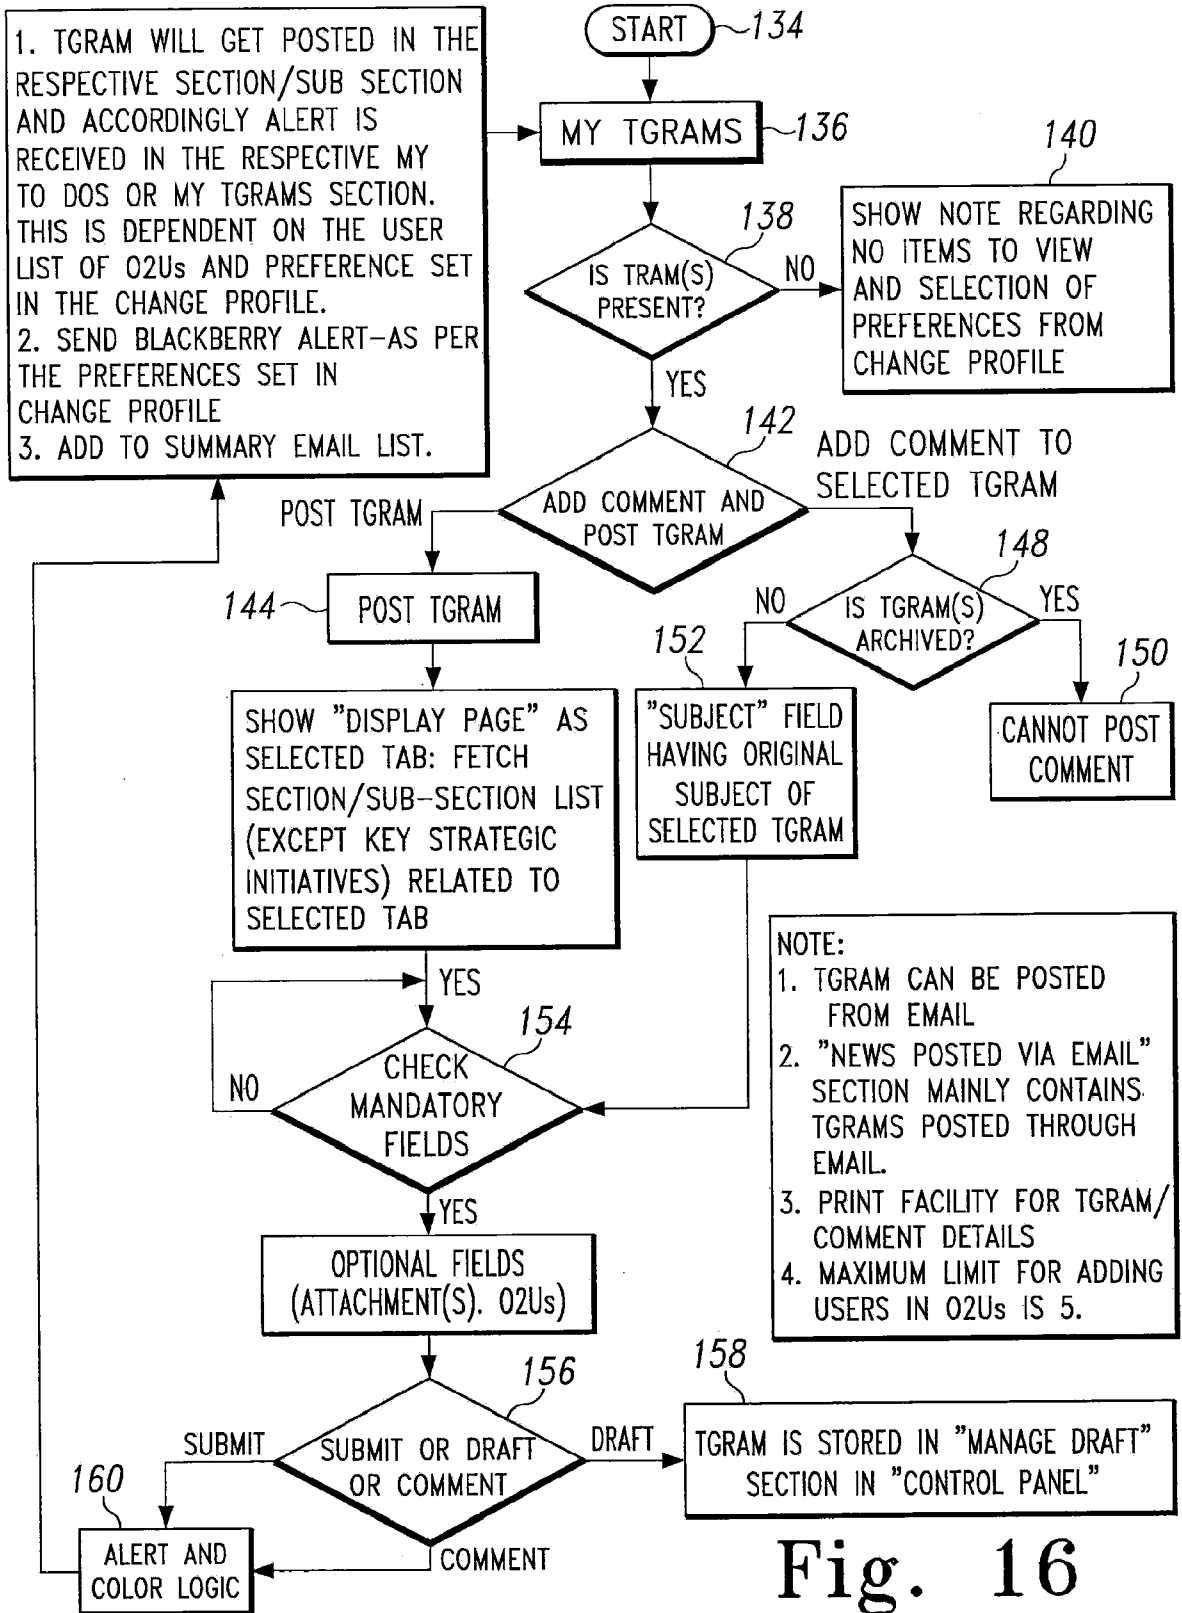 START
134
1. TGRAM WILL GET POSTED IN THE
RESPECTIVE SECTION/SUB SECTION
AND ACCORDINGLY ALERT IS
RECEIVED IN THE RESPECTIVE MY
TO DOS OR MY TGRAMS SECTION.
THIS IS DEPENDENT ON THE USER
LIST OF O2Us AND PREFERENCE SET
IN THE CHANGE PROFILE.
2. SEND BLACKBERRY ALERT-AS PER
THE PREFERENCES SET IN
CHANGE PROFILE
3. ADD TO SUMMARY EMAIL LIST.
MY TGRAMS
136
138
IS TRAM(S)
PRESENT?
NO
140
SHOW NOTE REGARDING
NO ITEMS TO VIEW
AND SELECTION OF
PREFERENCES FROM
CHANGE PROFILE
YES
142
ADD COMMENT AND
POST TGRAM
POST TGRAM
ADD COMMENT TO
SELECTED TGRAM
144
POST TGRAM
148
IS TGRAM(S)
ARCHIVED?
NO
YES
150
CANNOT POST
COMMENT
152
"SUBJECT" FIELD
HAVING ORIGINAL
SUBJECT OF
SELECTED TGRAM
SHOW "DISPLAY PAGE" AS
SELECTED TAB: FETCH
SECTION/SUB-SECTION LIST
(EXCEPT KEY STRATEGIC
INITIATIVES) RELATED TO
SELECTED TAB
YES
154
CHECK
MANDATORY
FIELDS
NO
YES
NOTE:
1. TGRAM CAN BE POSTED
FROM EMAIL
2. "NEWS POSTED VIA EMAIL"
SECTION MAINLY CONTAINS
TGRAMS POSTED THROUGH
EMAIL.
3. PRINT FACILITY FOR TGRAM/
COMMENT DETAILS
4. MAXIMUM LIMIT FOR ADDING
USERS IN O2Us IS 5.
OPTIONAL FIELDS
(ATTACHMENT(S). O2Us)
156
SUBMIT OR DRAFT
OR COMMENT
SUBMIT
DRAFT
158
TGRAM IS STORED IN "MANAGE DRAFT"
SECTION IN "CONTROL PANEL"
160
ALERT AND
COLOR LOGIC
COMMENT
Fig. 16